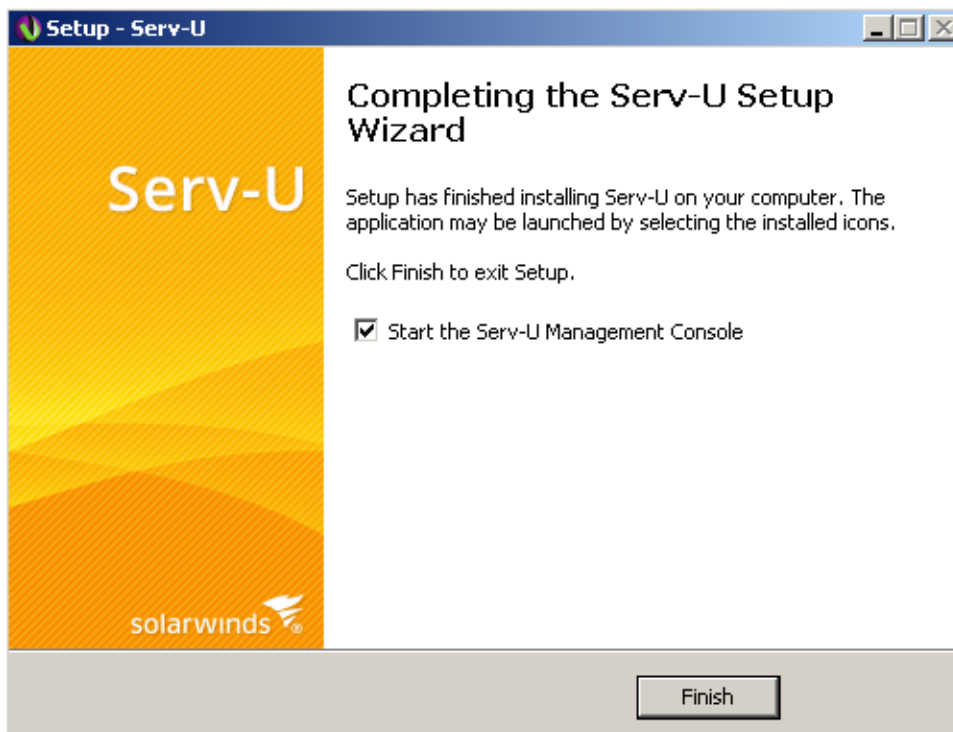 Setup - Serv-U
Serv-U
Completing the Serv-U Setup
Wizard
Setup has finished installing Serv-U on your computer. The
application may be launched by selecting the installed icons.
Click Finish to exit Setup.
Start the Serv-U Management Console
solarwinds®
Finish